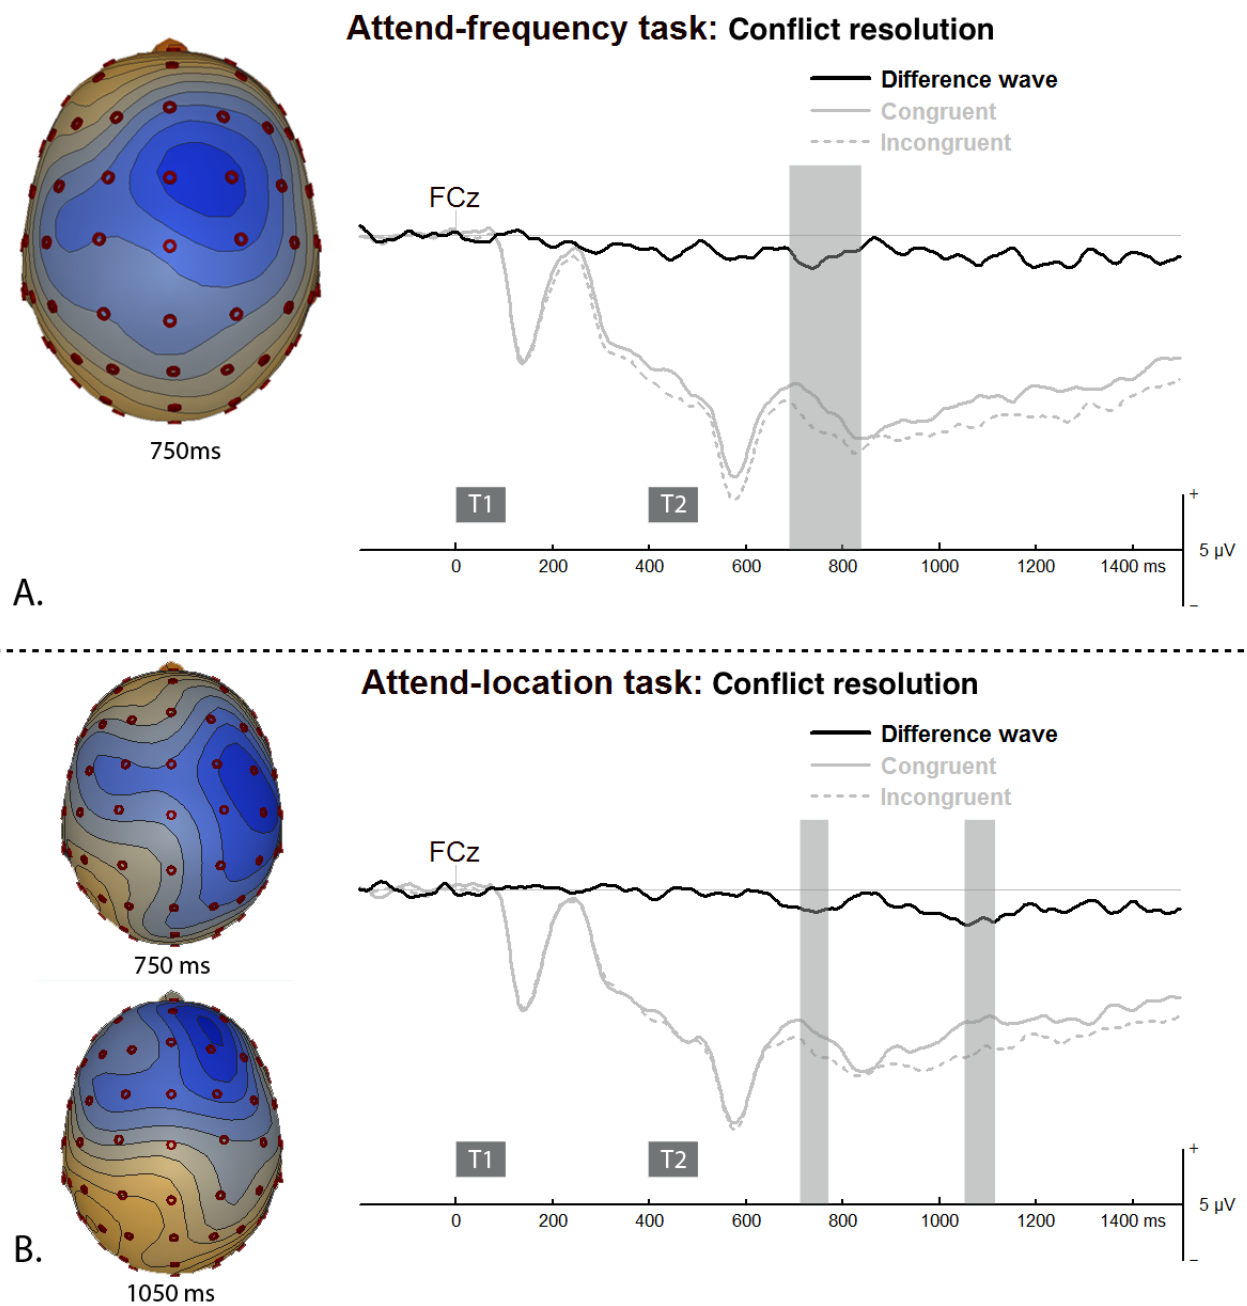 Attend-frequency task: Conflict resolution
Difference wave
Congruent
Incongruent
FCz
750ms
T1
T2
+
5 µV
−
0 200 400 600 800 1000 1200 1400 ms
A.
Attend-location task: Conflict resolution
Difference wave
Congruent
Incongruent
FCz
750 ms
T1
T2
+
5 µV
−
0 200 400 600 800 1000 1200 1400 ms
B.
1050 ms